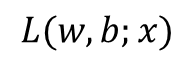 L(w, b; x)